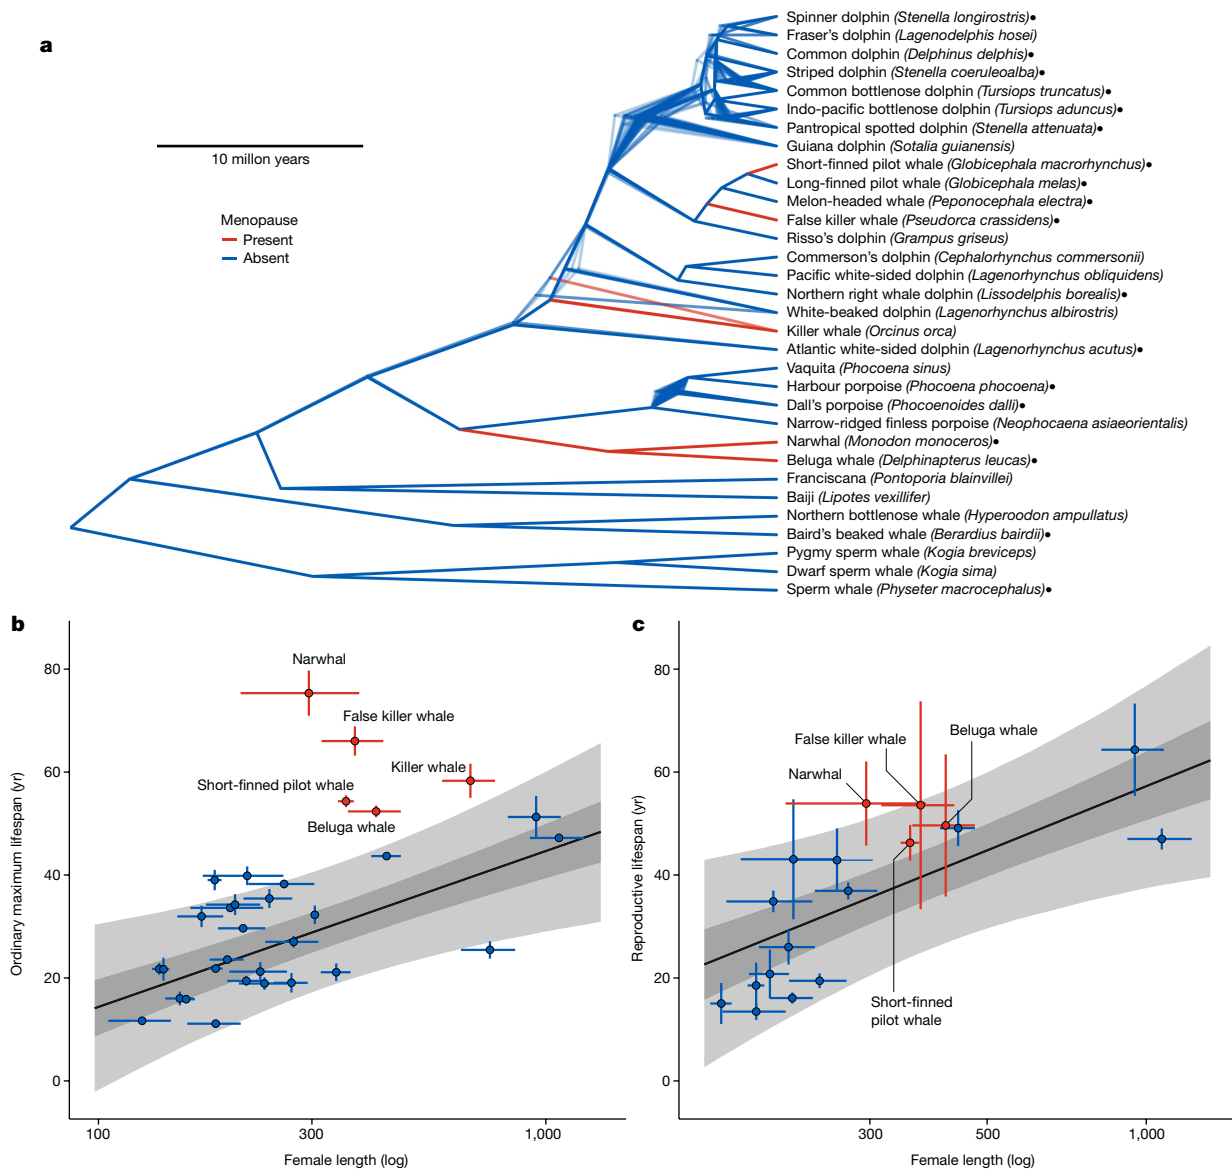 a
Spinner dolphin (Stenella longirostris)•
Fraser's dolphin (Lagenodelphis hosei)
Common dolphin (Delphinus delphis)•
Striped dolphin (Stenella coeruleoalba)•
Common bottlenose dolphin (Tursiops truncatus)•
Indo-pacific bottlenose dolphin (Tursiops aduncus)•
Pantropical spotted dolphin (Stenella attenuata)•
Guiana dolphin (Sotalia guianensis)
Short-finned pilot whale (Globicephala macrorhynchus)•
Long-finned pilot whale (Globicephala melas)•
Melon-headed whale (Peponocephala electra)•
False killer whale (Pseudorca crassidens)•
Risso's dolphin (Grampus griseus)
Commerson's dolphin (Cephalorhynchus commersonii)
Pacific white-sided dolphin (Lagenorhynchus obliquidens)
Northern right whale dolphin (Lissodelphis borealis)•
White-beaked dolphin (Lagenorhynchus albirostris)
Killer whale (Orcinus orca)
Atlantic white-sided dolphin (Lagenorhynchus acutus)•
Vaquita (Phocoena sinus)
Harbour porpoise (Phocoena phocoena)•
Dall's porpoise (Phocoenoides dalli)•
Narrow-ridged finless porpoise (Neophocaena asiaeorientalis)
Narwhal (Monodon monoceros)•
Beluga whale (Delphinapterus leucas)•
Franciscana (Pontoporia blainvillei)
Baiji (Lipotes vexillifer)
Northern bottlenose whale (Hyperoodon ampullatus)
Baird's beaked whale (Berardius bairdii)•
Pygmy sperm whale (Kogia breviceps)
Dwarf sperm whale (Kogia sima)
Sperm whale (Physeter macrocephalus)•
10 millon years
Menopause
Present
Absent
b
Ordinary maximum lifespan (yr)
80
60
40
20
0
100
300
1,000
Female length (log)
Narwhal
False killer whale
Killer whale
Short-finned pilot whale
Beluga whale
c
Reproductive lifespan (yr)
80
60
40
20
0
300
500
1,000
Female length (log)
Beluga whale
False killer whale
Narwhal
Short-finned
pilot whale